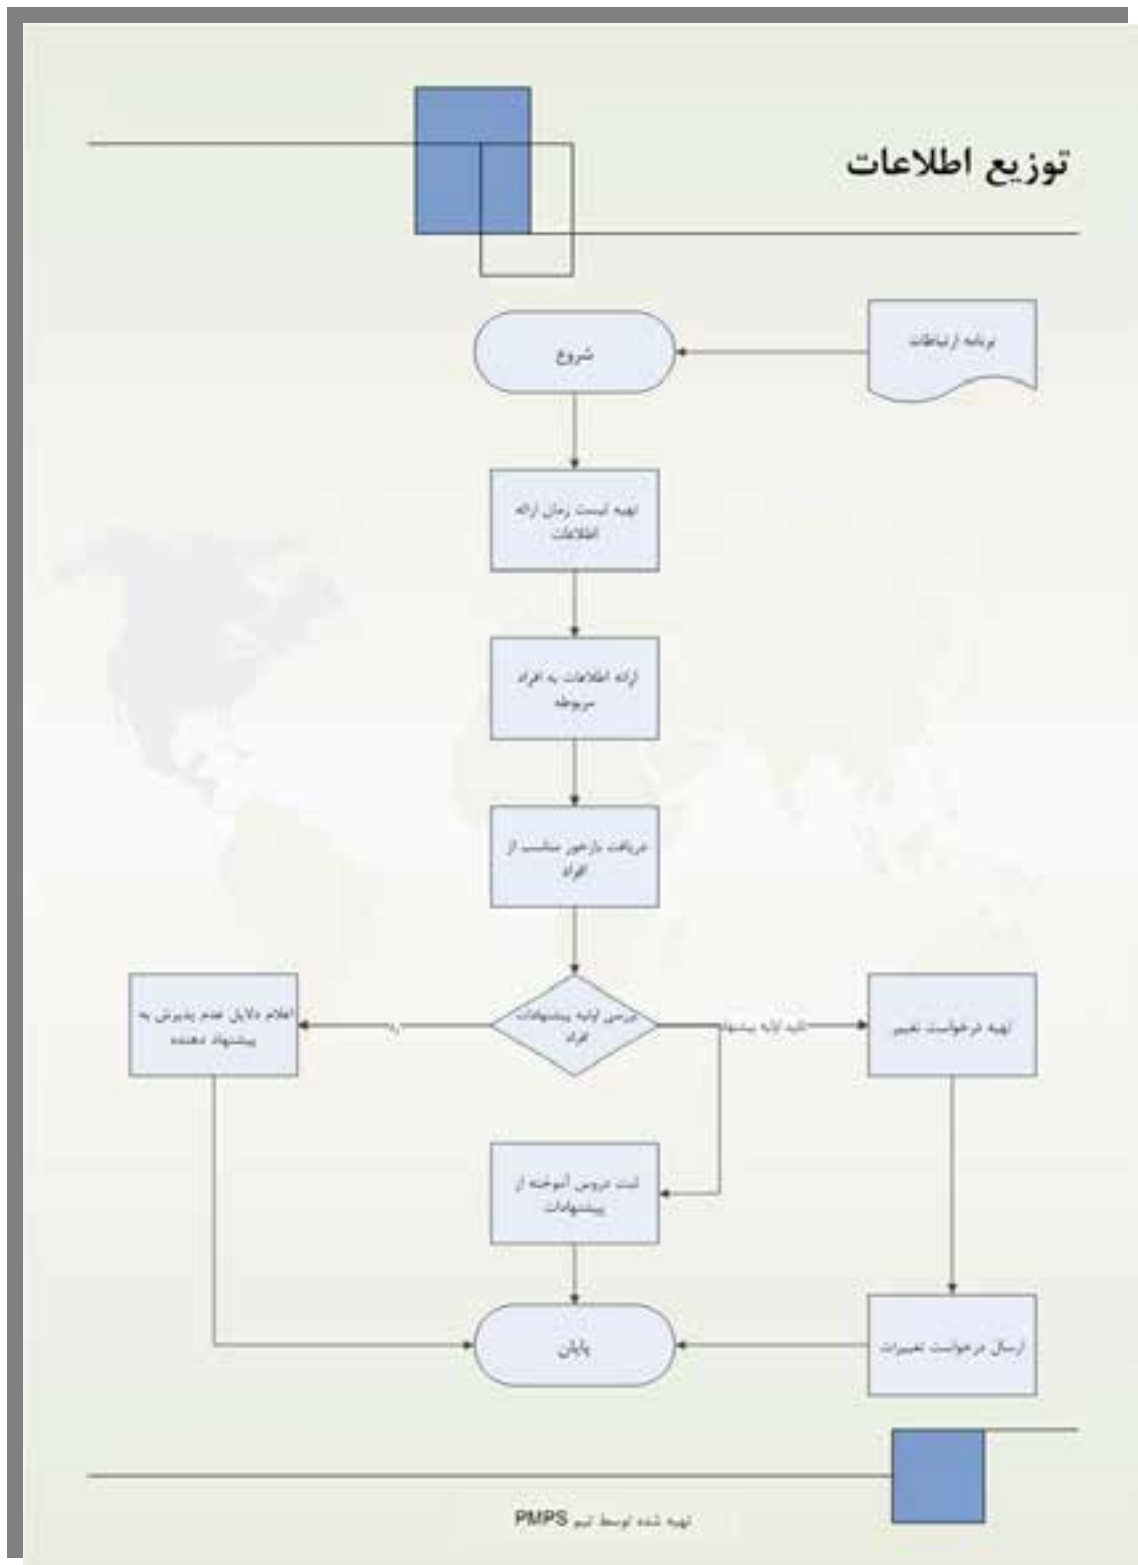 توزیع اطلاعات
برنامه ارتباطات
شروع
تهیه لیست زمان ارائه
اطلاعات
ارائه اطلاعات به افراد
مربوطه
دریافت بازخور مناسب از
افراد
بررسی اولیه پیشنهادات
افراد
تایید اولیه پیشنهاد
تهیه درخواست تغییر
اعلام دلایل عدم پذیرش به
پیشنهاد دهنده
ثبت دروس آموخته از
پیشنهادات
ارسال درخواست تغییرات
پایان
تهیه شده توسط تیم PMPS